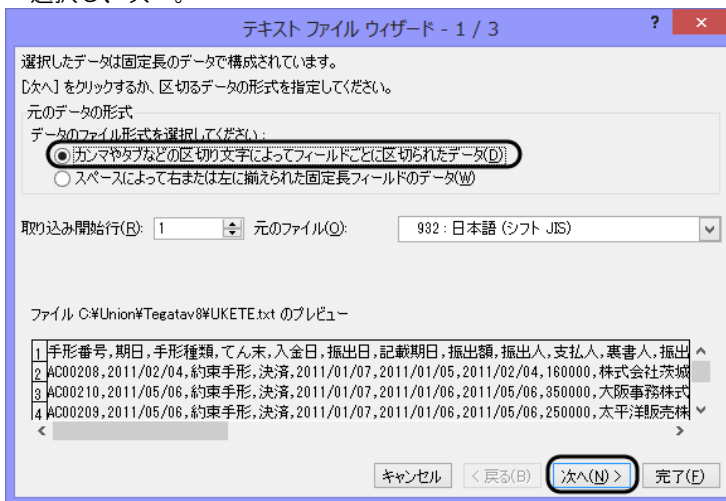 テキスト ファイル ウィザード - 1 / 3 ? ×
選択したデータは固定長のデータで構成されています。
[次へ] をクリックするか、区切るデータの形式を指定してください。
元のデータの形式
データのファイル形式を選択してください:
カンマやタブなどの区切り文字によってフィールドごとに区切られたデータ(D)
スペースによって右または左に揃えられた固定長フィールドのデータ(W)
取り込み開始行(R): 1 元のファイル(O): 932 : 日本語 (シフト JIS)
ファイル C:¥Union¥Tegatav8¥UKETE.txt のプレビュー
1 手形番号,期日,手形種類,てん末,入金日,振出日,記載期日,振出額,振出人,支払人,裏書人,振出
2 AC00208,2011/02/04,約束手形,決済,2011/01/07,2011/01/05,2011/02/04,160000,株式会社茨城
3 AC00210,2011/05/06,約束手形,決済,2011/01/07,2011/01/06,2011/05/06,350000,大阪事務株式
4 AC00209,2011/05/06,約束手形,決済,2011/01/07,2011/01/06,2011/05/06,250000,太平洋販売株
キャンセル < 戻る(B) 次へ(N) > 完了(F)